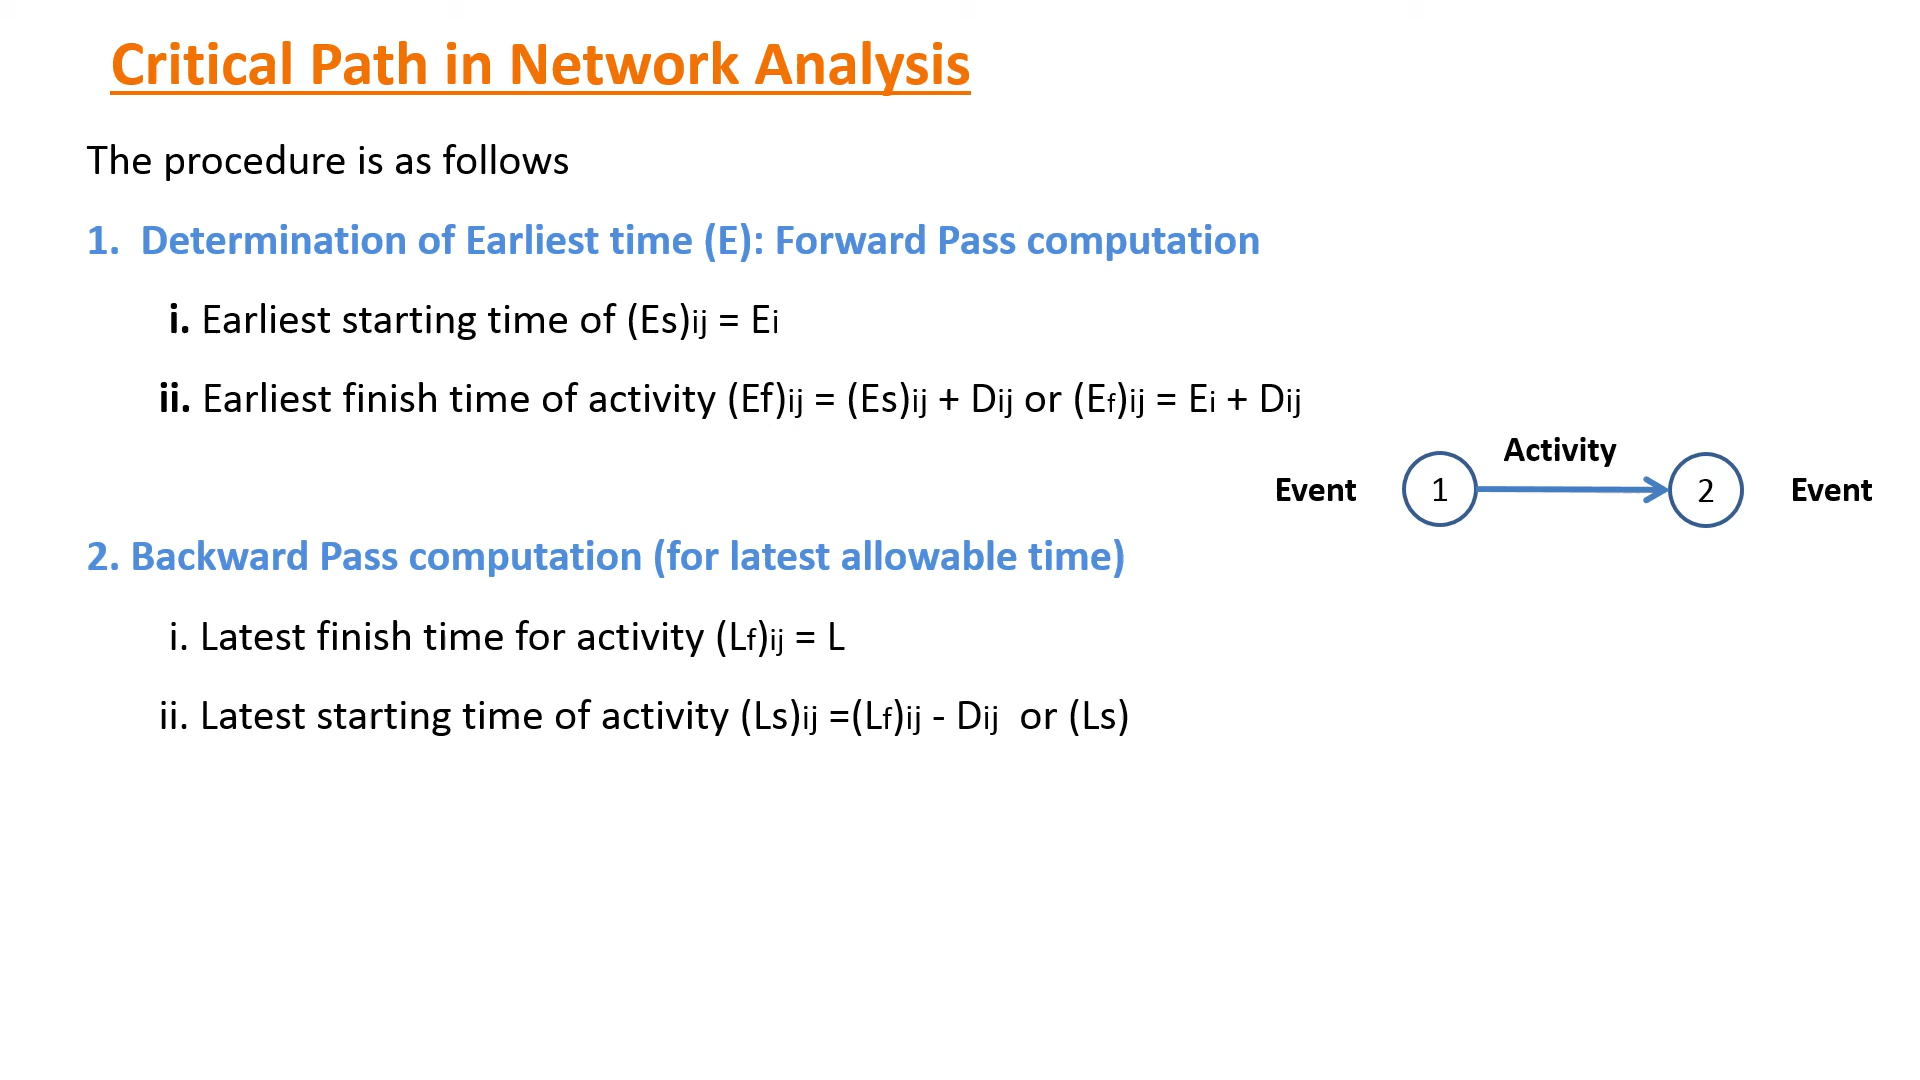 Critical Path in Network Analysis
The procedure is as follows
1. Determination of Earliest time (E): Forward Pass computation
i. Earliest starting time of (Es)ij = Ei
ii. Earliest finish time of activity (Ef)ij = (Es)ij + Dij or (Ef)ij = Ei + Dij
Activity
Event 1 2 Event
2. Backward Pass computation (for latest allowable time)
i. Latest finish time for activity (Lf)ij = L
ii. Latest starting time of activity (Ls)ij =(Lf)ij - Dij or (Ls)